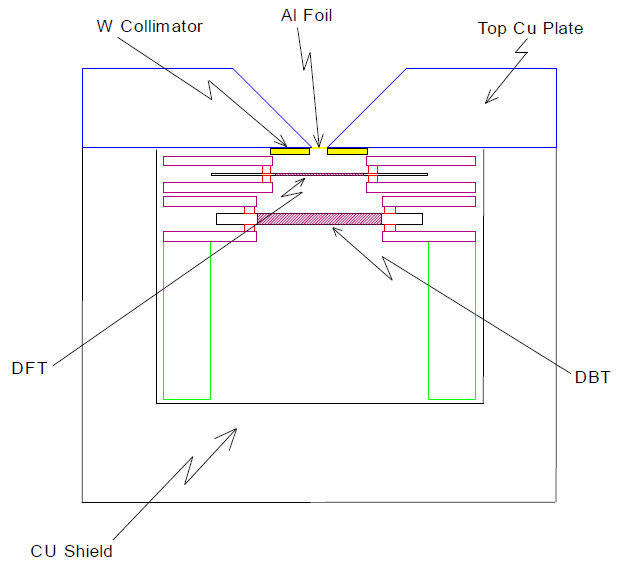 Al Foil
W Collimator
Top Cu Plate
DFT
DBT
CU Shield